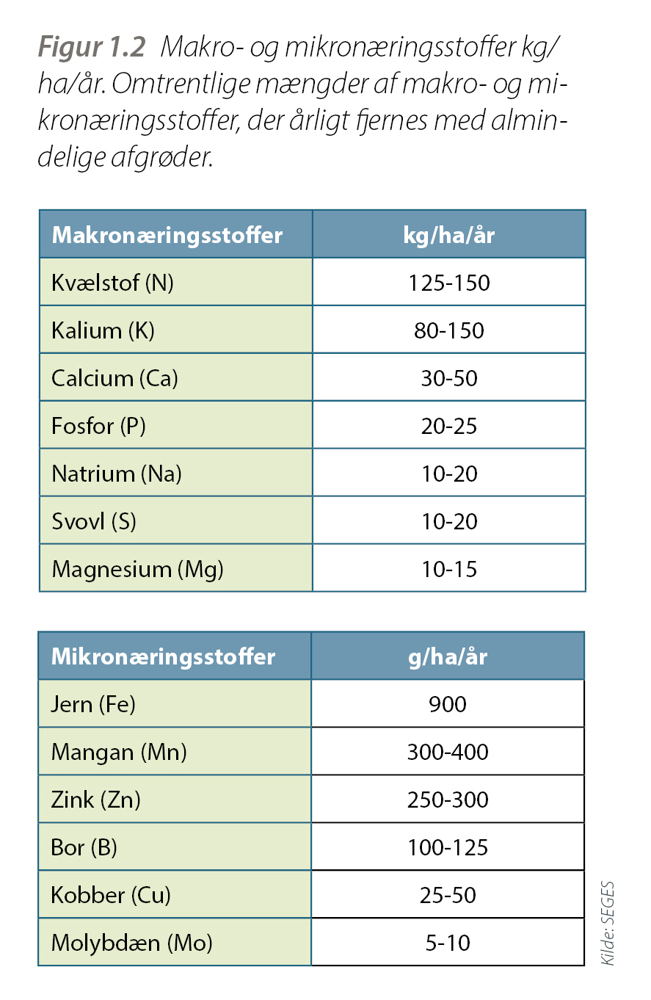 Figur 1.2 Makro- og mikronæringsstoffer kg/
ha/år. Omtrentlige mængder af makro- og mi-
kronæringsstoffer, der årligt fjernes med almin-
delige afgrøder.
Makronæringsstoffer kg/ha/år
Kvælstof (N) 125-150
Kalium (K) 80-150
Calcium (Ca) 30-50
Fosfor (P) 20-25
Natrium (Na) 10-20
Svovl (S) 10-20
Magnesium (Mg) 10-15
Mikronæringsstoffer g/ha/år
Jern (Fe) 900
Mangan (Mn) 300-400
Zink (Zn) 250-300
Bor (B) 100-125
Kobber (Cu) 25-50
Molybdæn (Mo) 5-10
Kilde: SEGES